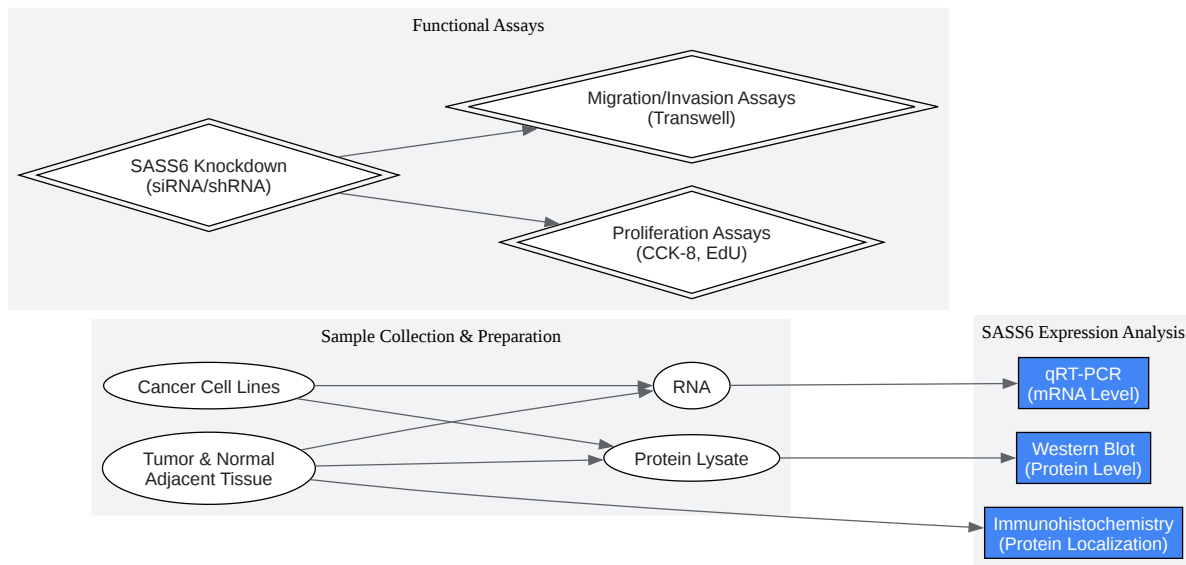 Functional Assays
Migration/Invasion Assays
(Transwell)
SASS6 Knockdown
(siRNA/shRNA)
Proliferation Assays
(CCK-8, EdU)
Sample Collection & Preparation
Cancer Cell Lines
RNA
Tumor & Normal
Adjacent Tissue
Protein Lysate
SASS6 Expression Analysis
qRT-PCR
(mRNA Level)
Western Blot
(Protein Level)
Immunohistochemistry
(Protein Localization)